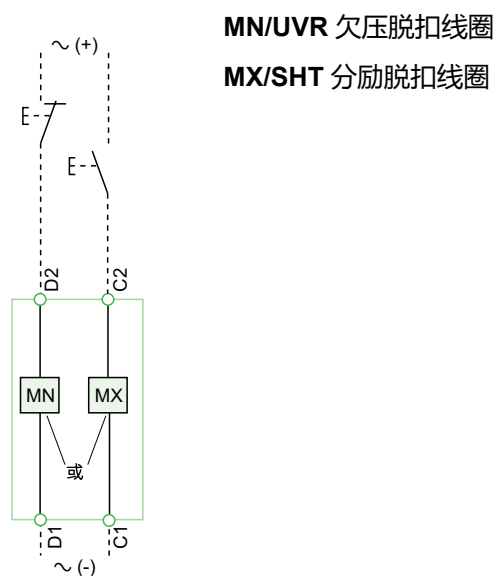 MN/UVR 欠压脱扣线圈
MX/SHT 分励脱扣线圈
～ (+)
E
E
D2 C2
MN MX
或
D1 C1
～ (-)